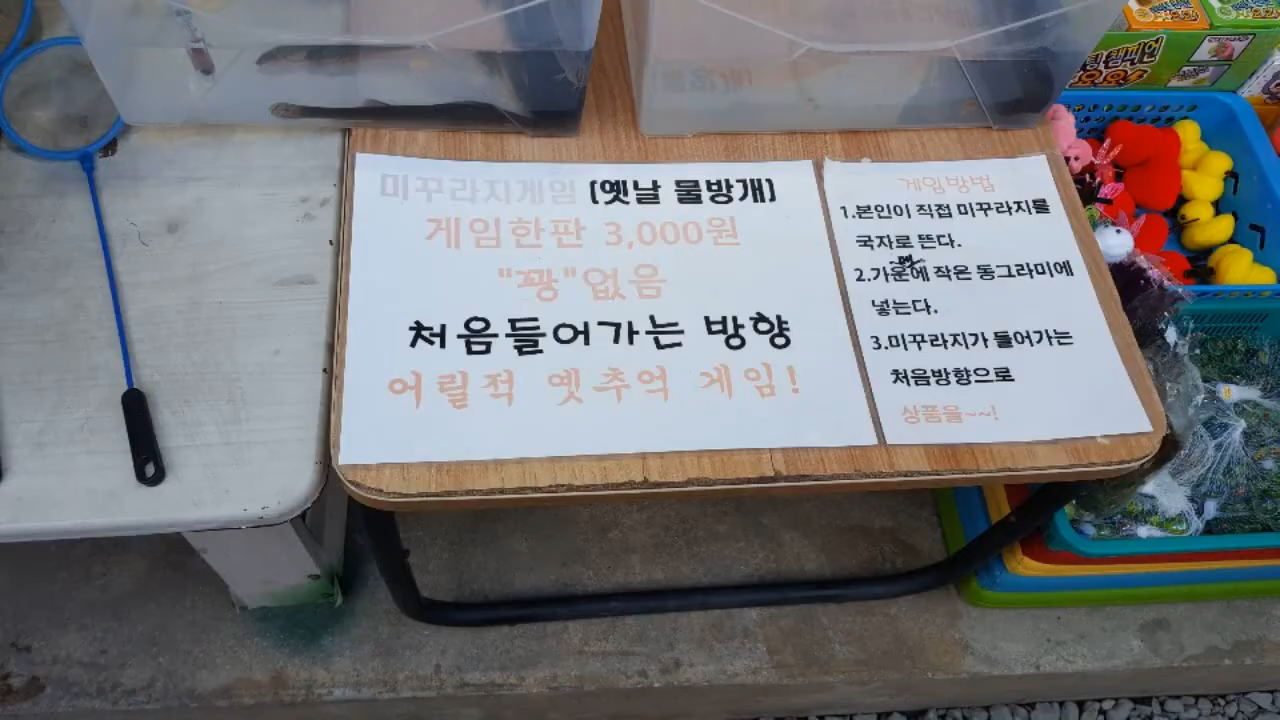 미꾸라지게임 (옛날 물방개)
게임한판 3,000원
"꽝"없음
처음들어가는 방향
어릴적 옛추억 게임!
게임방법
1.본인이 직접 미꾸라지를
국자로 뜬다.
2.가운에 작은 동그라미에
넣는다.
3.미꾸라지가 들어가는
처음방향으로
상품을~~!
챔피언